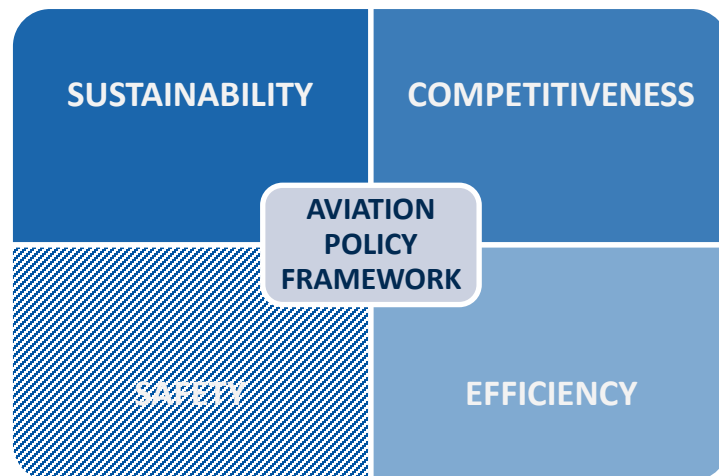 SUSTAINABILITY
COMPETITIVENESS
AVIATION
POLICY
FRAMEWORK
SAFETY
EFFICIENCY